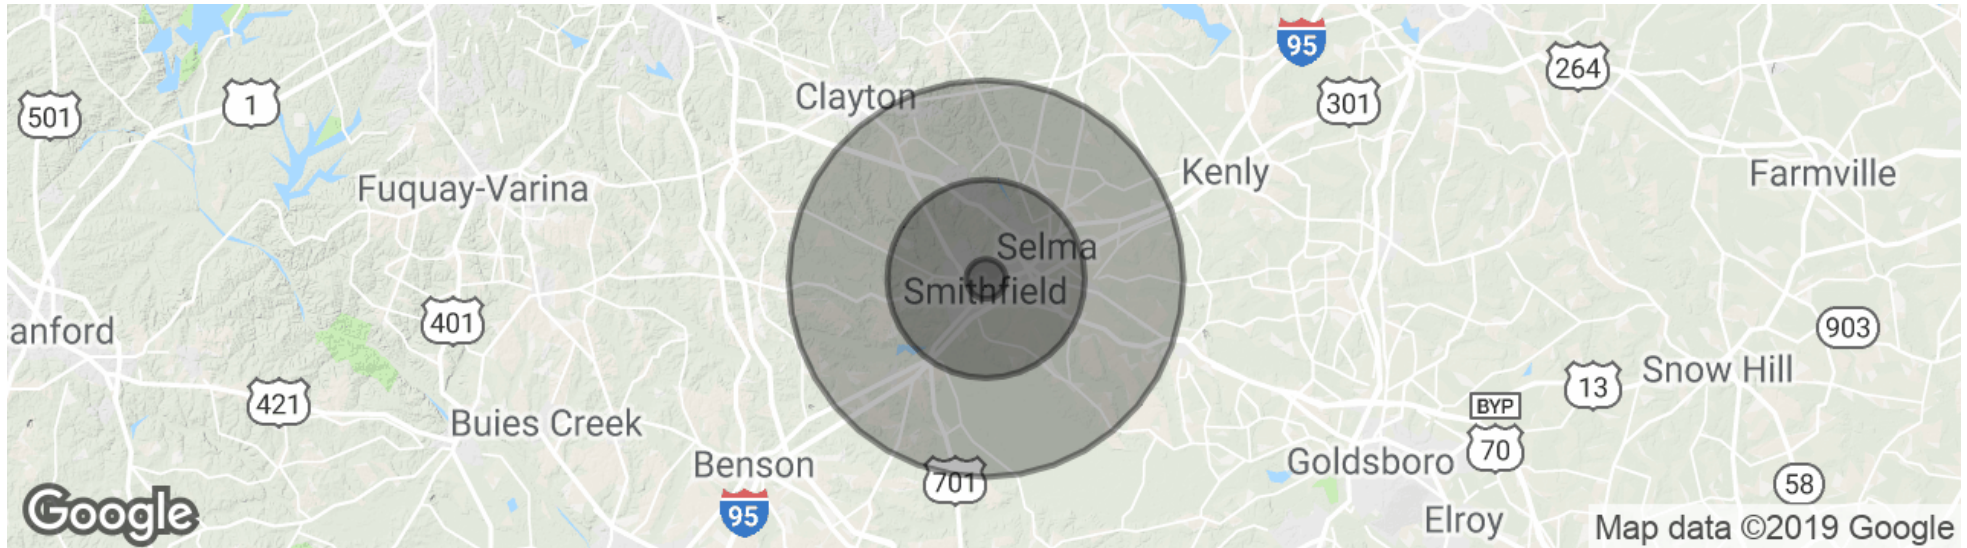 95
264
501
1
Clayton
301
Kenly
Farmville
Fuquay-Varina
Selma
Smithfield
401
903
anford
Snow Hill
13
421
BYP
70
Buies Creek
Benson
Goldsboro
701
58
Google
95
Elroy
Map data ©2019 Google